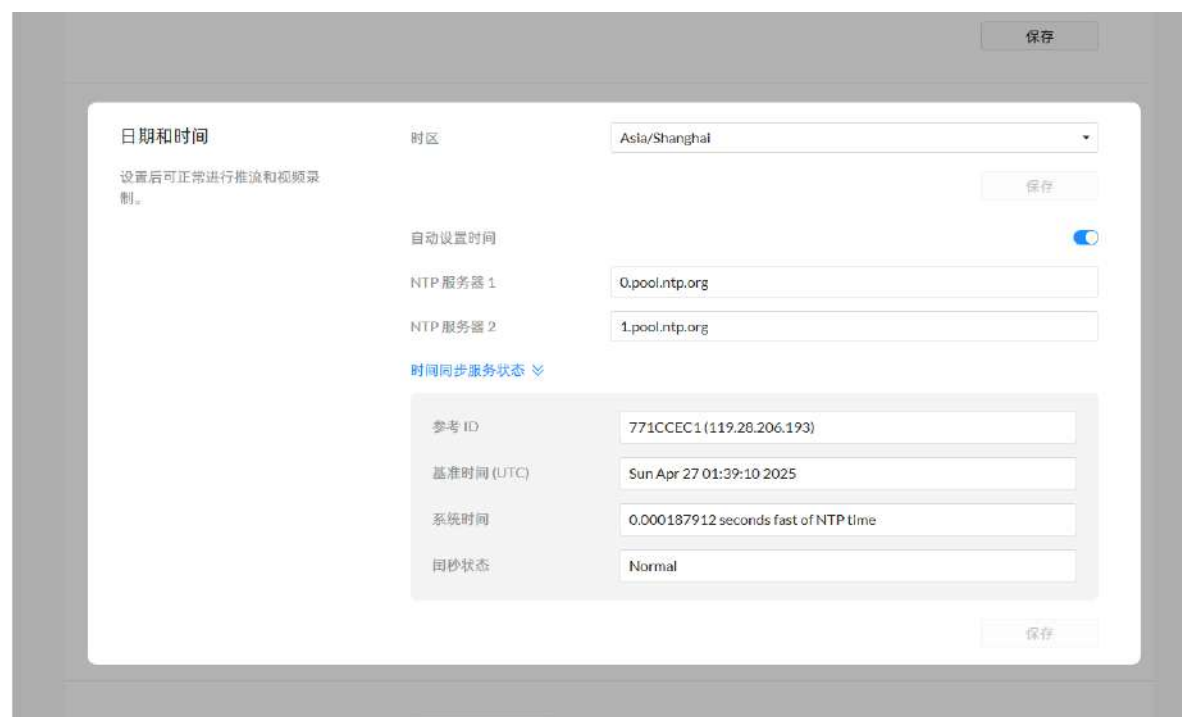 保存
日期和时间
设置后可正常进行推流和视频录
制。
时区
Asia/Shanghai
保存
自动设置时间
NTP 服务器 1
0.pool.ntp.org
NTP 服务器 2
1.pool.ntp.org
时间同步服务状态
参考 ID
771CCEC1 (119.28.206.193)
基准时间 (UTC)
Sun Apr 27 01:39:10 2025
系统时间
0.000187912 seconds fast of NTP time
闰秒状态
Normal
保存